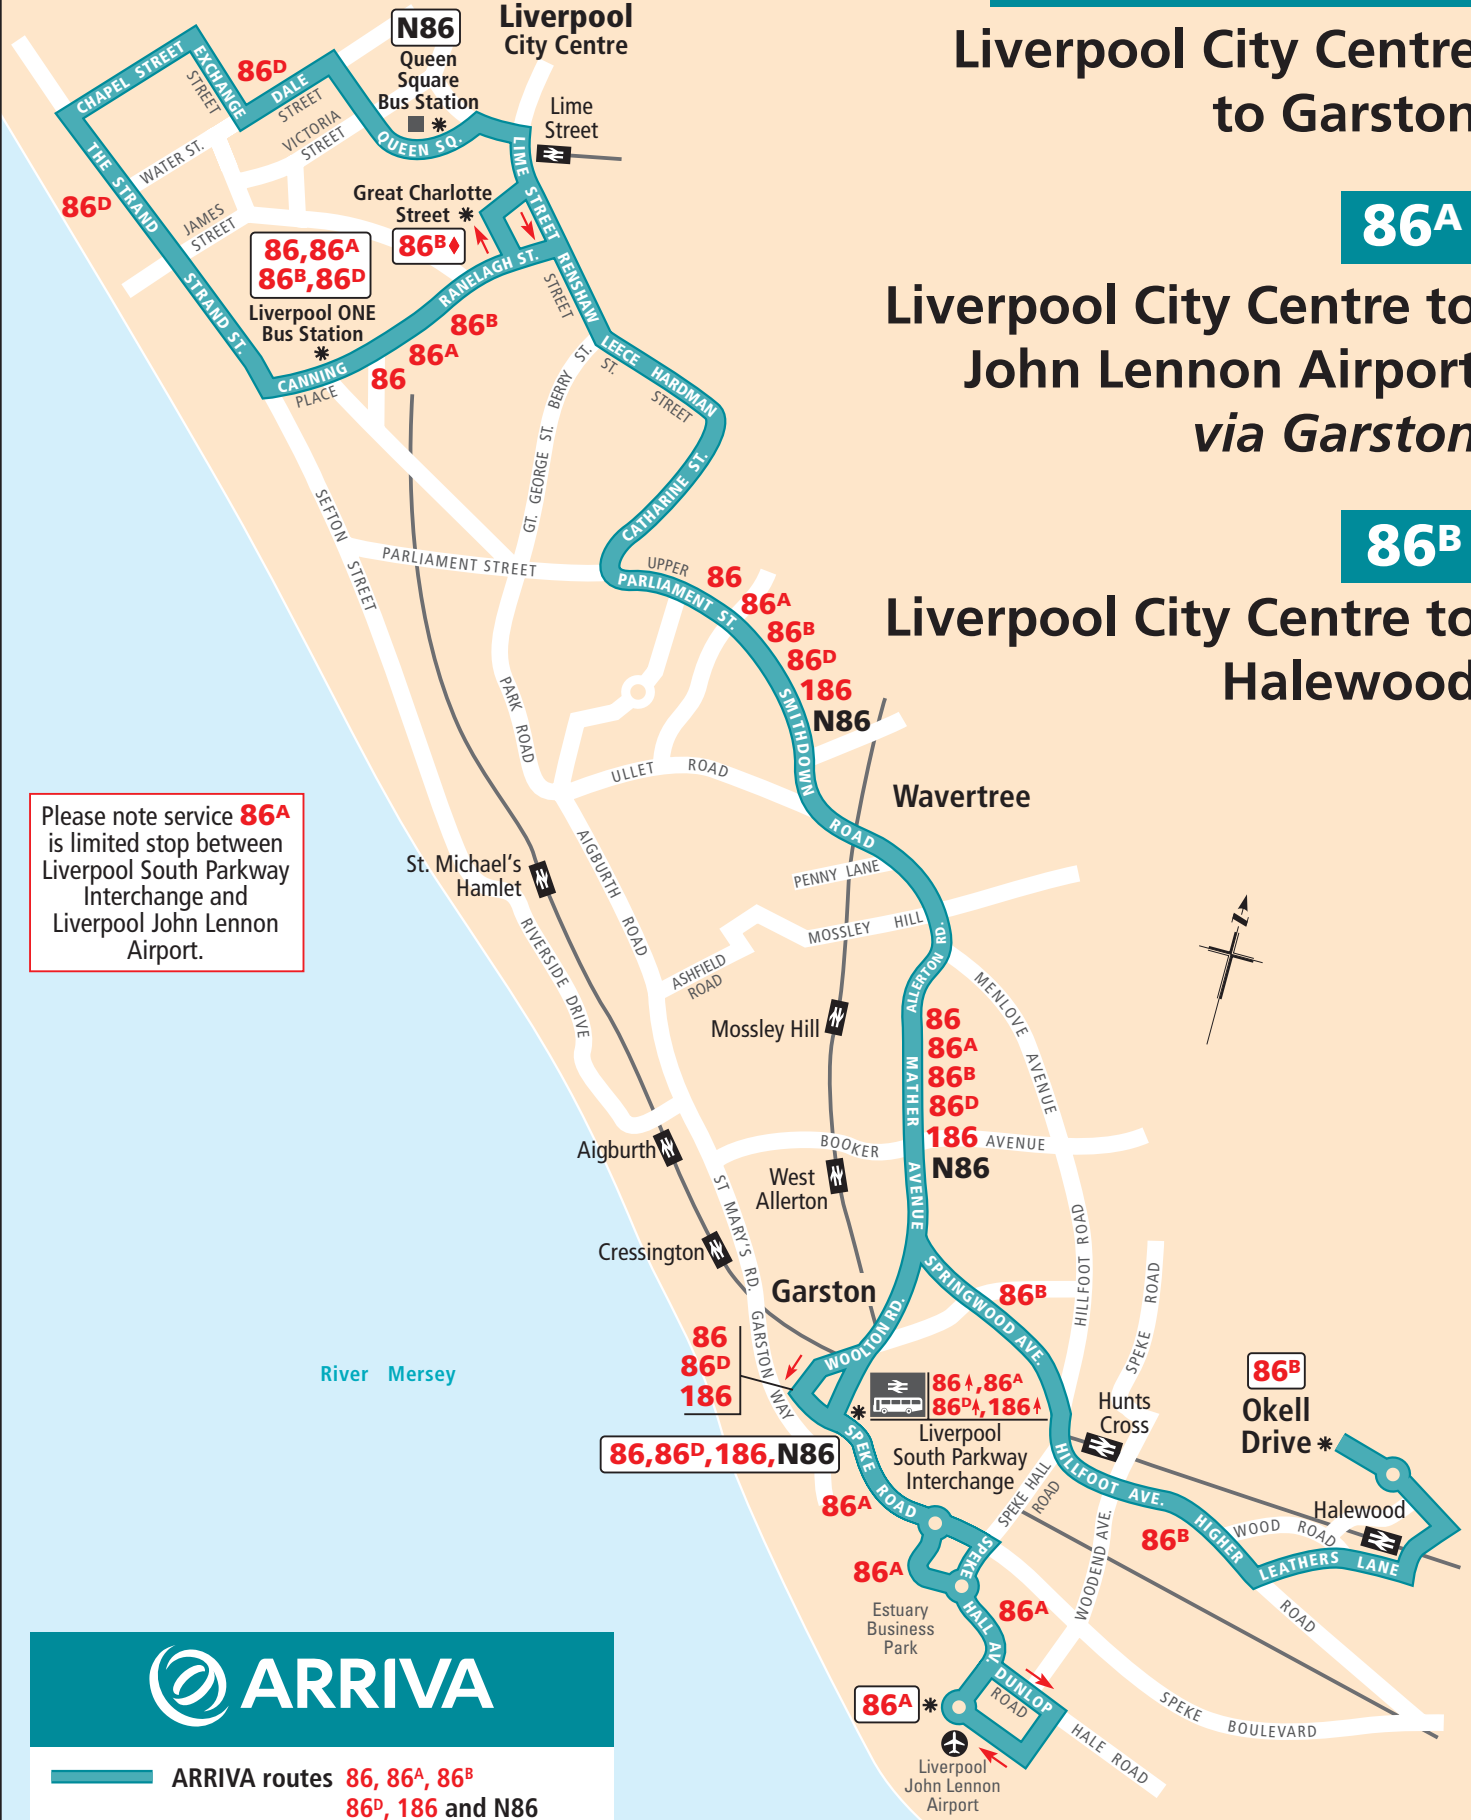 Liverpool
City Centre
N86
Queen
Square
Bus Station
Lime
Street
CHAPEL STREET
EXCHANGE
STREET
86D
DALE
STREET
VICTORIA
STREET
QUEEN SQ.
WATER ST.
JAMES
STREET
THE STRAND
86D
STRAND ST.
LIME STREET
Great Charlotte
Street
86B♦
86,86A
86B,86D
Liverpool ONE
Bus Station
RANELAGH ST.
RENSHAW
STREET
86B
86A
86
CANNING
PLACE
LEECE
ST.
HARDMAN
STREET
GT. GEORGE ST.
BERRY ST.
CATHARINE ST.
SEFTON STREET
PARLIAMENT STREET
UPPER
PARLIAMENT ST.
86
86A
86B
86D
186
N86
SMITHDOWN
ROAD
PARK ROAD
ULLET ROAD
Wavertree
Liverpool City Centre
to Garston
86A
Liverpool City Centre to
John Lennon Airport
via Garston
86B
Liverpool City Centre to
Halewood
Please note service 86A
is limited stop between
Liverpool South Parkway
Interchange and
Liverpool John Lennon
Airport.
St. Michael's
Hamlet
AIGBURTH ROAD
RIVERSIDE DRIVE
PENNY LANE
MOSSLEY HILL
ASHFIELD
ROAD
ALLERTON RD.
MENLOVE AVENUE
Mossley Hill
86
86A
86B
86D
186
N86
MATHER AVENUE
BOOKER AVENUE
Aigburth
West
Allerton
ST MARY'S RD.
Cressington
Garston
GARSTON WAY
WOOLTON RD.
SPRINGWOOD AVE.
86B
HILLFOOT ROAD
SPEKE ROAD
86
86D
186
River Mersey
86,86D,186,N86
86,86A
86D,186
Liverpool
South Parkway
Interchange
Hunts
Cross
86B
Okell
Drive
SPEKE ROAD
86A
SPEKE HALL
ROAD
HILLFOOT AVE.
86B
HIGHER
ROAD
WOOD ROAD
Halewood
LEATHERS LANE
86A
SPEKE
HALL AV.
WOODEND AVE.
86A
Estuary
Business
Park
DUNLOP
ROAD
86A
SPEKE BOULEVARD
HALE ROAD
Liverpool
John Lennon
Airport
ARRIVA
ARRIVA routes 86, 86A, 86B
86D, 186 and N86